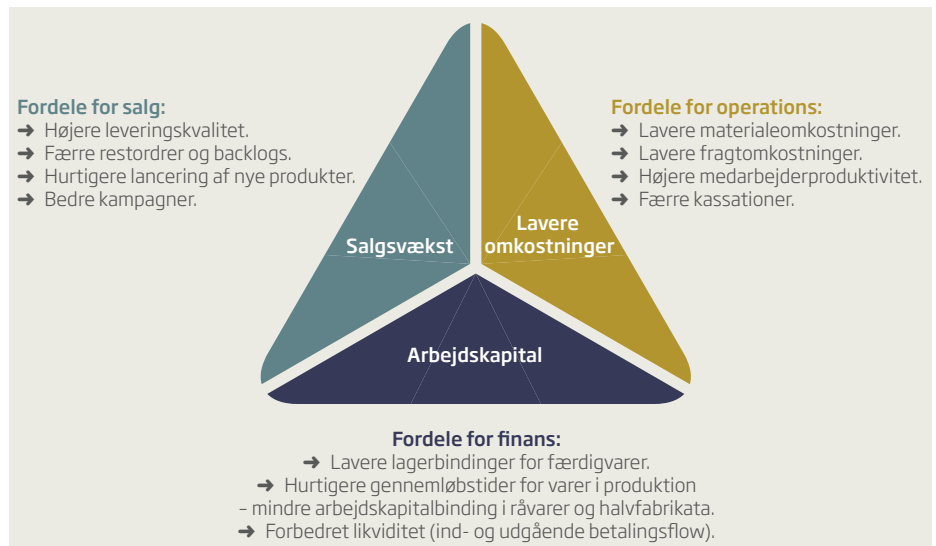 Fordele for salg:
➜ Højere leveringskvalitet.
➜ Færre restordrer og backlogs.
➜ Hurtigere lancering af nye produkter.
➜ Bedre kampagner.
Fordele for operations:
➜ Lavere materialeomkostninger.
➜ Lavere fragtomkostninger.
➜ Højere medarbejderproduktivitet.
➜ Færre kassationer.
Salgsvækst
Lavere
omkostninger
Arbejdskapital
Fordele for finans:
➜ Lavere lagerbindinger for færdigvarer.
➜ Hurtigere gennemløbstider for varer i produktion
– mindre arbejdskapitalbinding i råvarer og halvfabrikata.
➜ Forbedret likviditet (ind- og udgående betalingsflow).